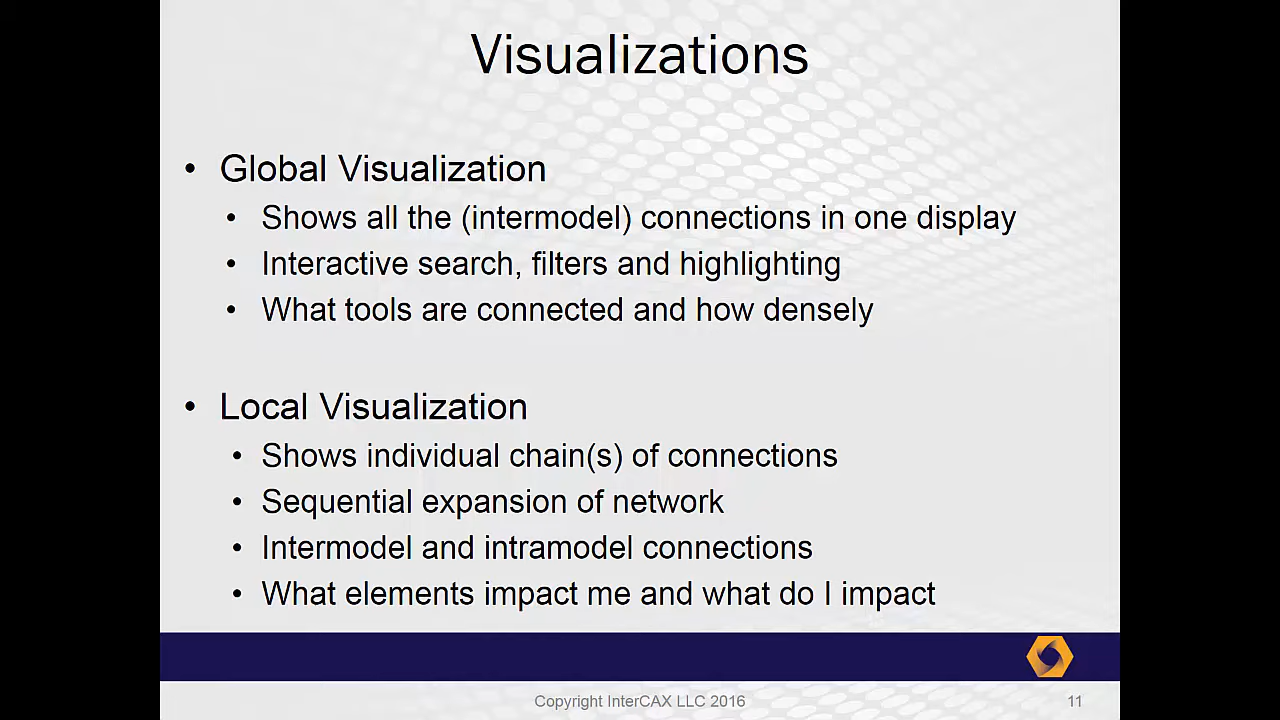 Visualizations
• Global Visualization
• Shows all the (intermodel) connections in one display
• Interactive search, filters and highlighting
• What tools are connected and how densely
• Local Visualization
• Shows individual chain(s) of connections
• Sequential expansion of network
• Intermodel and intramodel connections
• What elements impact me and what do I impact
Copyright InterCAX LLC 2016
11